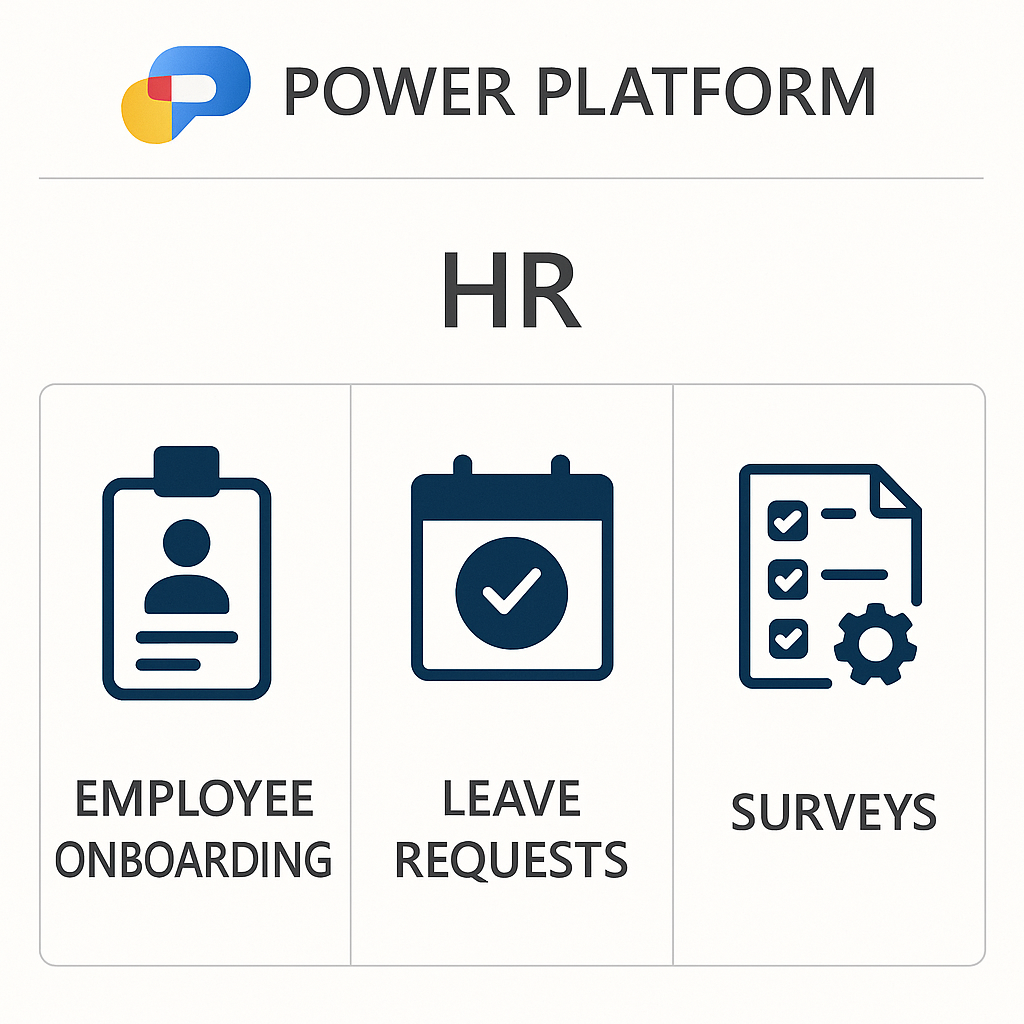 POWER PLATFORM
HR
EMPLOYEE
ONBOARDING
LEAVE
REQUESTS
SURVEYS